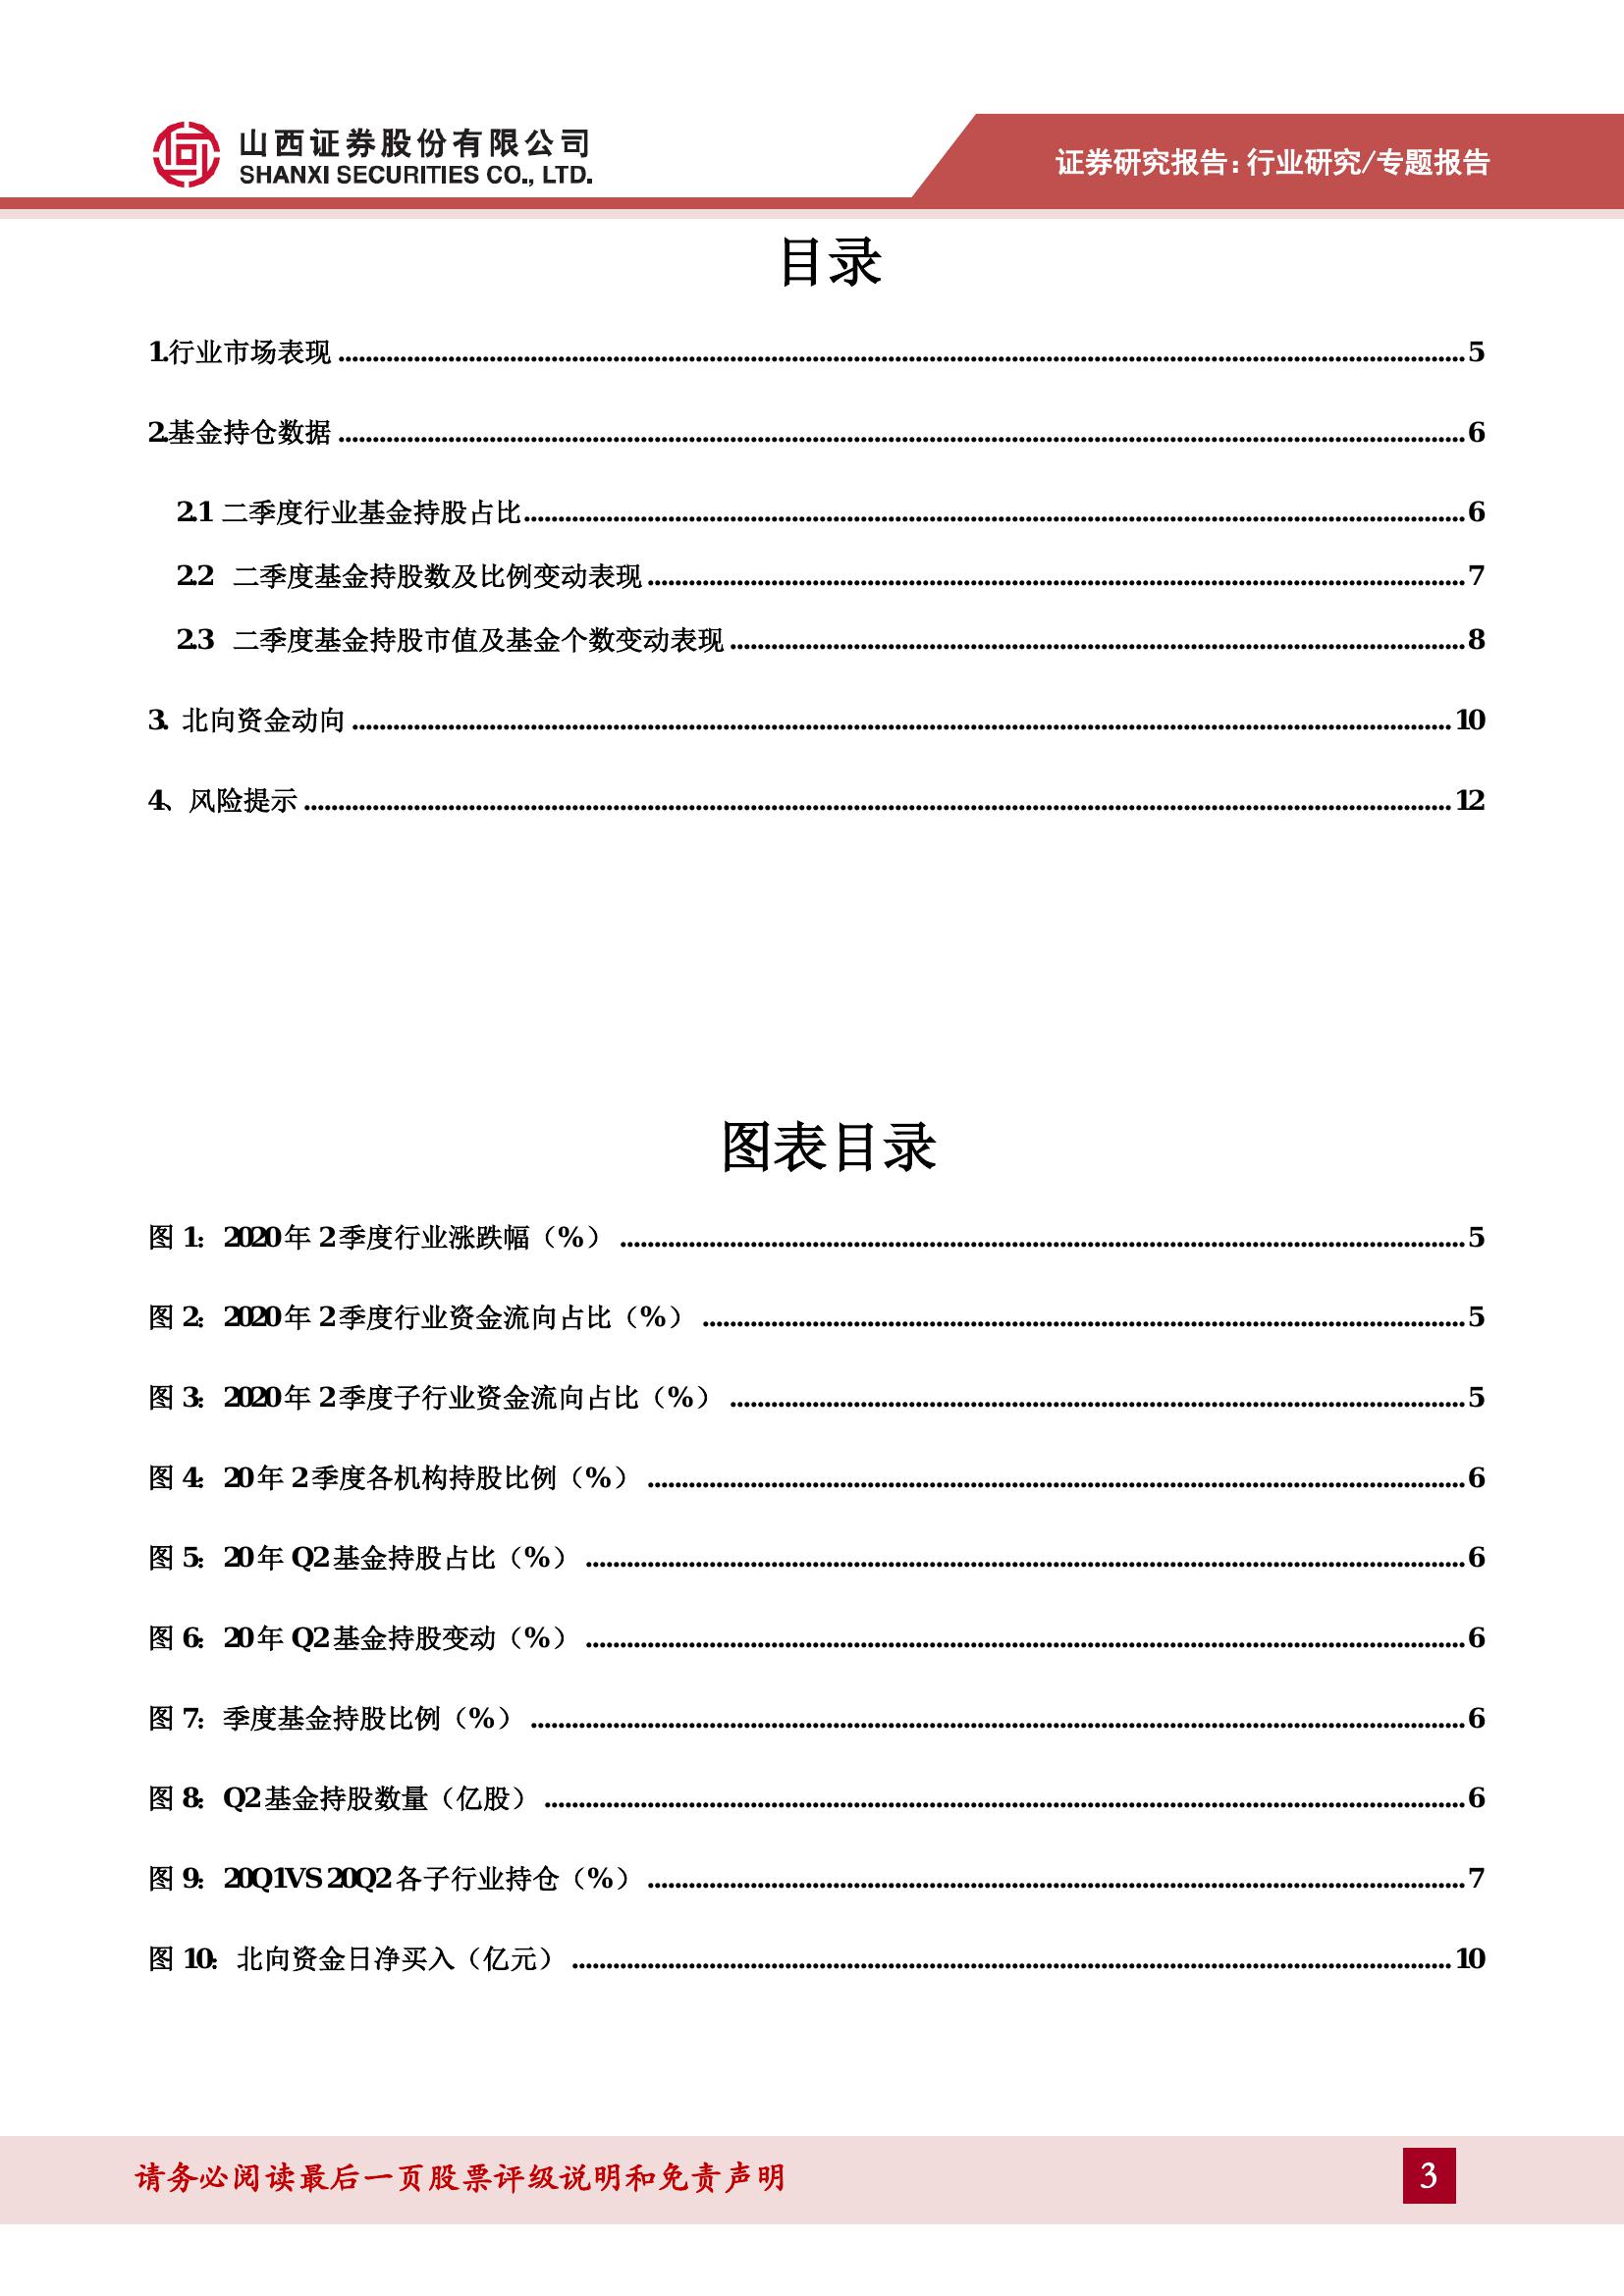 山西证券股份有限公司
SHANXI SECURITIES CO., LTD.
证券研究报告：行业研究/专题报告
目录
1.行业市场表现 ........ 5
2.基金持仓数据 ........ 6
2.1 二季度行业基金持股占比 ........ 6
2.2 二季度基金持股数及比例变动表现 ........ 7
2.3 二季度基金持股市值及基金个数变动表现 ........ 8
3. 北向资金动向 ........ 10
4、风险提示 ........ 12
图表目录
图 1：2020 年 2 季度行业涨跌幅（%） ........ 5
图 2：2020 年 2 季度行业资金流向占比（%） ........ 5
图 3：2020 年 2 季度子行业资金流向占比（%） ........ 5
图 4：20 年 2 季度各机构持股比例（%） ........ 6
图 5：20 年 Q2 基金持股占比（%） ........ 6
图 6：20 年 Q2 基金持股变动（%） ........ 6
图 7：季度基金持股比例（%） ........ 6
图 8：Q2 基金持股数量（亿股） ........ 6
图 9：20Q1VS 20Q2 各子行业持仓（%） ........ 7
图 10：北向资金日净买入（亿元） ........ 10
请务必阅读最后一页股票评级说明和免责声明
3